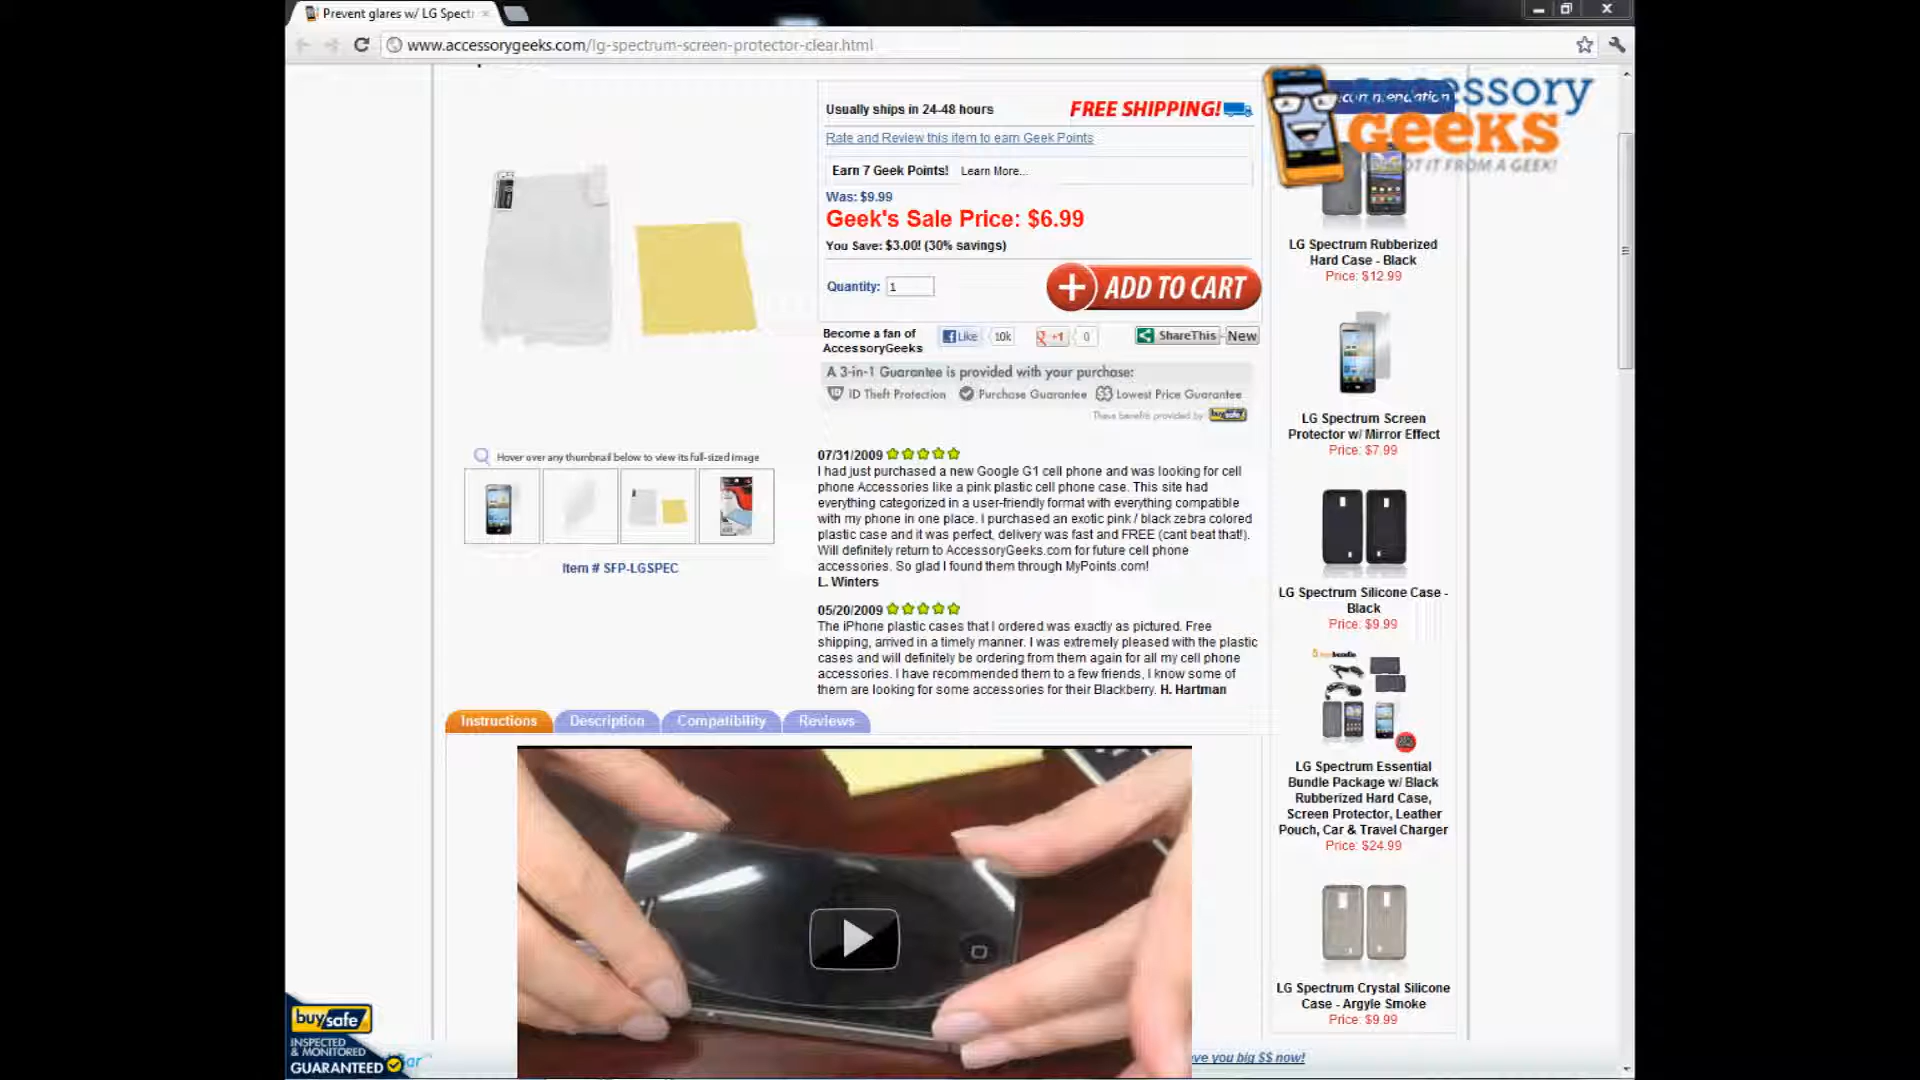 Prevent glares w/ LG Spectr
www.accessorygeeks.com/lg-spectrum-screen-protector-clear.html
Usually ships in 24-48 hours
FREE SHIPPING!
Rate and Review this item to earn Geek Points
Earn 7 Geek Points! Learn More...
Was: $9.99
Geek's Sale Price: $6.99
You Save: $3.00! (30% savings)
Quantity: 1
ADD TO CART
Become a fan of
AccessoryGeeks
Like 10k
+1 0
ShareThis New
A 3-in-1 Guarantee is provided with your purchase:
ID Theft Protection Purchase Guarantee Lowest Price Guarantee
These benefits provided by buySafe
Hover over any thumbnail below to view its full-sized image
Item # SFP-LGSPEC
07/31/2009
I had just purchased a new Google G1 cell phone and was looking for cell
phone Accessories like a pink plastic cell phone case. This site had
everything categorized in a user-friendly format with everything compatible
with my phone in one place. I purchased an exotic pink / black zebra colored
plastic case and it was perfect, delivery was fast and FREE (cant beat that!).
Will definitely return to AccessoryGeeks.com for future cell phone
accessories. So glad I found them through MyPoints.com!
L. Winters
05/20/2009
The iPhone plastic cases that I ordered was exactly as pictured. Free
shipping, arrived in a timely manner. I was extremely pleased with the plastic
cases and will definitely be ordering from them again for all my cell phone
accessories. I have recommended them to a few friends, I know some of
them are looking for some accessories for their Blackberry. H. Hartman
Instructions Description Compatibility Reviews
accessory
GEEKS
GOT IT FROM A GEEK!
LG Spectrum Rubberized
Hard Case - Black
Price: $12.99
LG Spectrum Screen
Protector w/ Mirror Effect
Price: $7.99
LG Spectrum Silicone Case -
Black
Price: $9.99
LG Spectrum Essential
Bundle Package w/ Black
Rubberized Hard Case,
Screen Protector, Leather
Pouch, Car & Travel Charger
Price: $24.99
LG Spectrum Crystal Silicone
Case - Argyle Smoke
Price: $9.99
buySafe
INSPECTED
& MONITORED
GUARANTEED
ve you big $$ now!